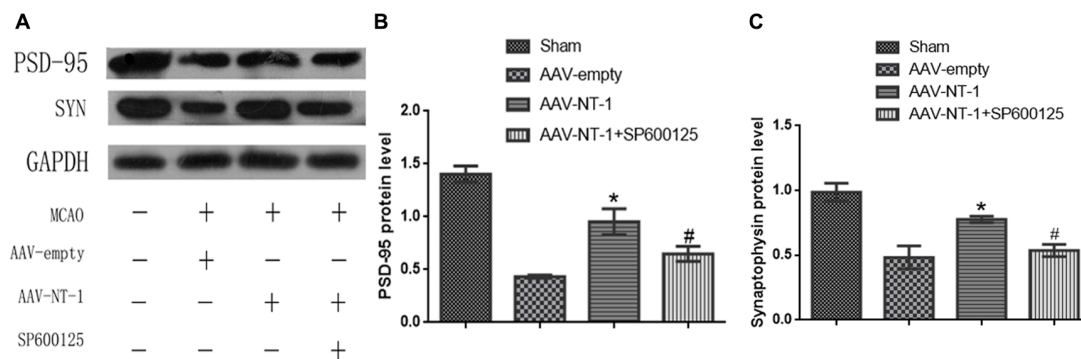 A
PSD-95
SYN
GAPDH
MCAO − + + +
AAV-empty − + − −
AAV-NT-1 − − + +
SP600125 − − − +
B
Sham
AAV-empty
AAV-NT-1
AAV-NT-1+SP600125
PSD-95 protein level
2.0
1.5
1.0
0.5
0.0
*
#
C
Sham
AAV-empty
AAV-NT-1
AAV-NT-1+SP600125
Synaptophysin protein level
1.5
1.0
0.5
0.0
*
#